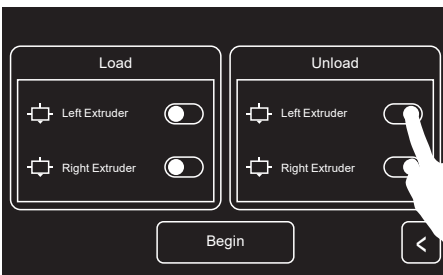 Load
Left Extruder
Right Extruder
Unload
Left Extruder
Right Extruder
Begin
<